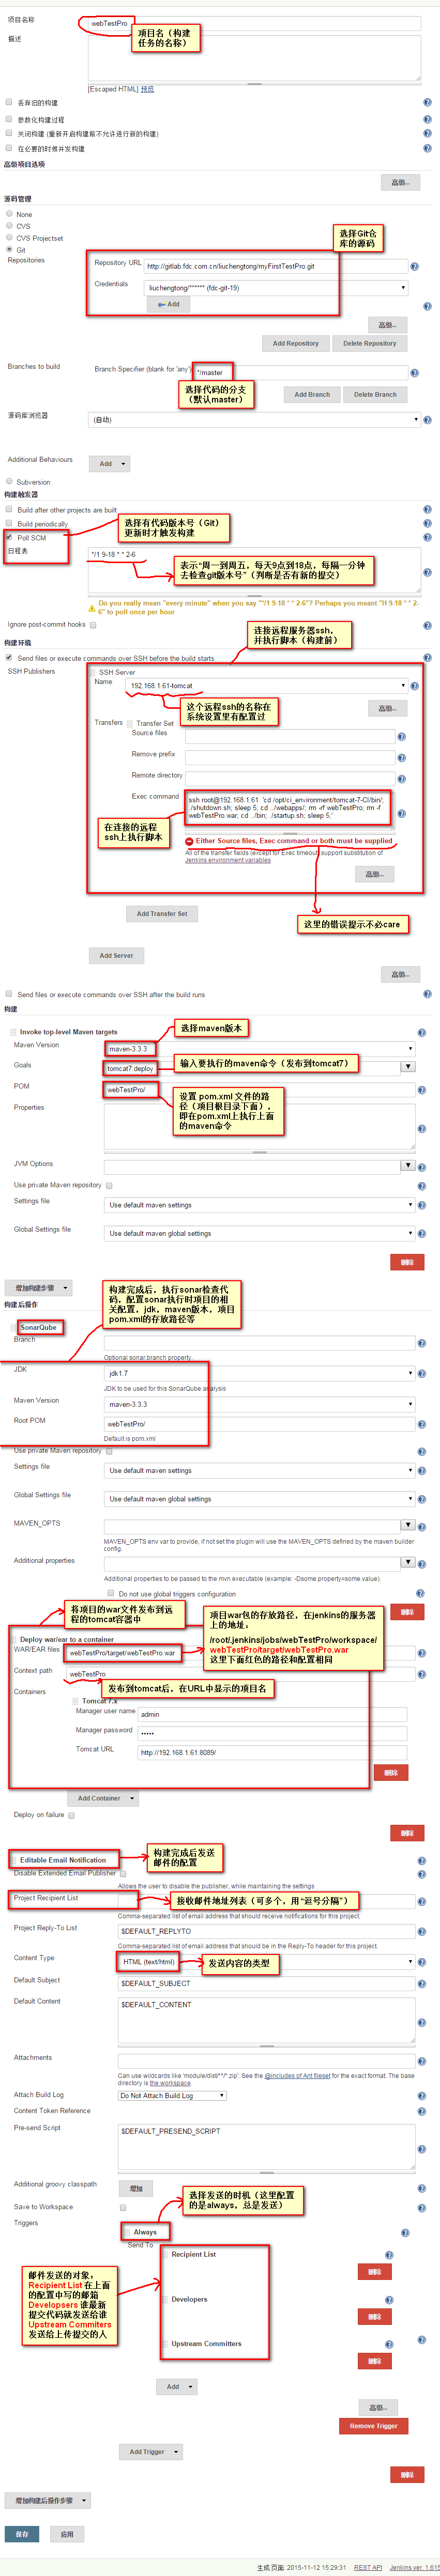 项目名称
webTestPro
项目名（构建
任务的名称）
描述
[Escaped HTML] 预览
丢弃旧的构建
参数化构建过程
关闭构建 (重新开启构建前不允许进行新的构建)
在必要的时候并发构建
高级项目选项
高级...
源码管理
None
CVS
CVS Projectset
Git
选择Git仓
库的源码
Repositories
Repository URL
http://gitlab.fdc.com.cn/liuchengtong/myFirstTestPro.git
Credentials
liuchengtong/****** (fdc-git-19)
Add
高级...
Add Repository
Delete Repository
Branches to build
Branch Specifier (blank for 'any')
*/master
选择代码的分支
（默认master）
Add Branch
Delete Branch
源码库浏览器
(自动)
Additional Behaviours
Add
Subversion
构建触发器
Build after other projects are built
Build periodically
Poll SCM
选择有代码版本号（Git）
更新时才触发构建
日程表
*/1 9-18 * * 2-6
表示“周一到周五，每天9点到18点，每隔一分钟
去检查git版本号”（判断是否有新的提交）
Do you really mean "every minute" when you say "*/1 9-18 * * 2-6"? Perhaps you meant "H 9-18 * * 2-
6" to poll once per hour
Ignore post-commit hooks
连接远程服务器ssh,
并执行脚本（构建前）
构建环境
Send files or execute commands over SSH before the build starts
SSH Publishers
SSH Server
Name
192.168.1.61-tomcat
这个远程ssh的名称在
系统设置里有配置过
高级...
Transfers
Transfer Set
Source files
Remove prefix
Remote directory
Exec command
ssh root@192.168.1.61 'cd /opt/ci_environment/tomcat-7-CI/bin/;
./shutdown.sh; sleep 5; cd ../webapps/; rm -rf webTestPro; rm -f
webTestPro.war; cd ../bin; ./startup.sh; sleep 5;'
在连接的远程
ssh上执行脚本
Either Source files, Exec command or both must be supplied
All of the transfer fields (except for Exec timeout) support substitution of
Jenkins environment variables
高级...
Add Transfer Set
这里的错误提示不必care
Add Server
高级...
Send files or execute commands over SSH after the build runs
构建
Invoke top-level Maven targets
选择maven版本
Maven Version
maven-3.3.3
Goals
tomcat7:deploy
输入要执行的maven命令（发布到tomcat7）
POM
webTestPro/
设置 pom.xml 文件的路
径（项目根目录下面），
即在pom.xml上执行上面
的maven命令
Properties
JVM Options
Use private Maven repository
Settings file
Use default maven settings
Global Settings file
Use default maven global settings
删除
增加构建步骤
构建后操作
构建完成后，执行sonar检查代
码，配置sonar执行时项目的相
关配置，jdk，maven版本，项目
pom.xml的存放路径等
SonarQube
Branch
Optional sonar.branch property.
JDK
jdk1.7
JDK to be used for this SonarQube analysis
Maven Version
maven-3.3.3
Root POM
webTestPro/
Default is pom.xml
Use private Maven repository
Settings file
Use default maven settings
Global Settings file
Use default maven global settings
MAVEN_OPTS
MAVEN_OPTS env var to provide, if not set the plugin will use the MAVEN_OPTS defined by the maven builder
config.
Additional properties
Additional properties to be passed to the mvn executable (example: -Dsome.property=some.value).
Do not use global triggers configuration
删除
将项目的war文件发布到远
程的tomcat容器中
项目war包的存放路径，在jenkins的服务器
上的地址：
/root/.jenkins/jobs/webTestPro/workspace/
webTestPro/target/webTestPro.war
这里下面红色的路径和配置相同
Deploy war/ear to a container
WAR/EAR files
webTestPro/target/webTestPro.war
Context path
webTestPro
发布到tomcat后，在URL中显示的项目名
Containers
Tomcat 7.x
Manager user name
admin
Manager password
•••••
Tomcat URL
http://192.168.1.61:8089/
删除
Add Container
Deploy on failure
删除
构建完成后发送
邮件的配置
Editable Email Notification
Disable Extended Email Publisher
Allows the user to disable the publisher, while maintaining the settings
Project Recipient List
接收邮件地址列表（可多个，用“逗号分隔”）
Comma-separated list of email address that should receive notifications for this project.
Project Reply-To List
$DEFAULT_REPLYTO
Comma-separated list of email address that should be in the Reply-To header for this project.
Content Type
HTML (text/html)
发送内容的类型
Default Subject
$DEFAULT_SUBJECT
Default Content
$DEFAULT_CONTENT
Attachments
Can use wildcards like 'module/dist/**/*.zip'. See the @includes of Ant fileset for the exact format. The base
directory is the workspace.
Attach Build Log
Do Not Attach Build Log
Content Token Reference
Pre-send Script
$DEFAULT_PRESEND_SCRIPT
Additional groovy classpath
增加
选择发送的时机（这里配置
的是always，总是发送）
Save to Workspace
Triggers
Always
Send To
Recipient List
删除
邮件发送的对象：
Recipient List 在上面
的配置中写的邮箱
Developsers 谁最新
提交代码就发送给谁
Upstream Commiters
发送给上传提交的人
Developers
删除
Upstream Committers
删除
Add
高级...
Remove Trigger
Add Trigger
删除
增加构建后操作步骤
保存
应用
生成页面: 2015-11-12 15:29:31
REST API
Jenkins ver. 1.615